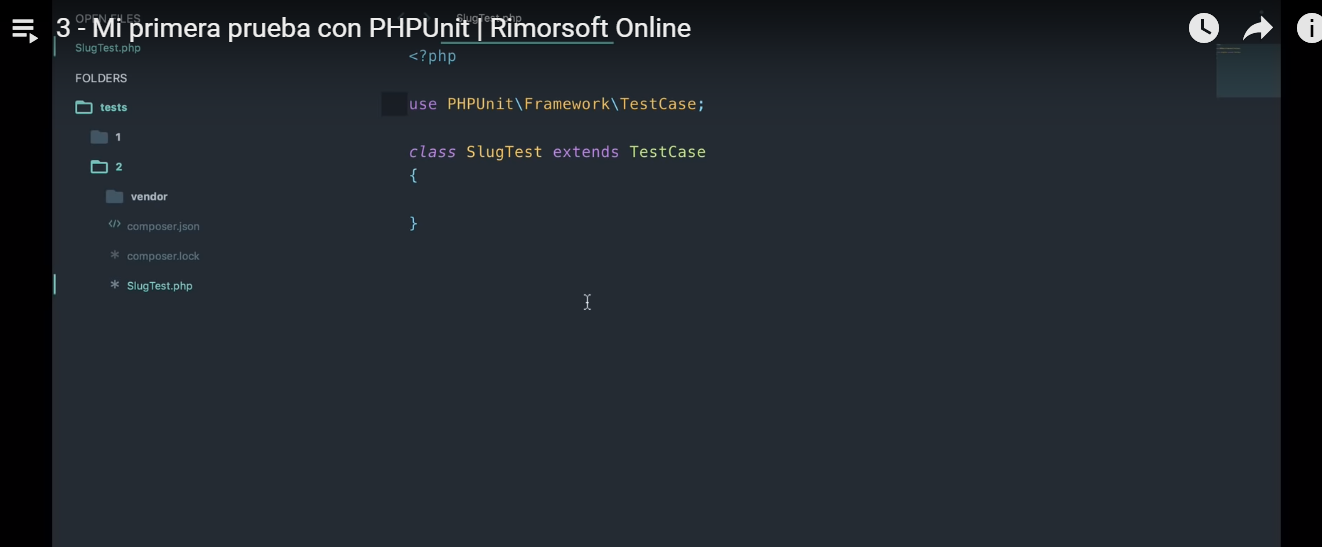 OPEN FILES
SlugTest.php
3 - Mi primera prueba con PHPUnit | Rimorsoft Online
SlugTest.php
FOLDERS
tests
1
2
vendor
composer.json
composer.lock
SlugTest.php
<?php
use PHPUnit\Framework\TestCase;
class SlugTest extends TestCase
{
}